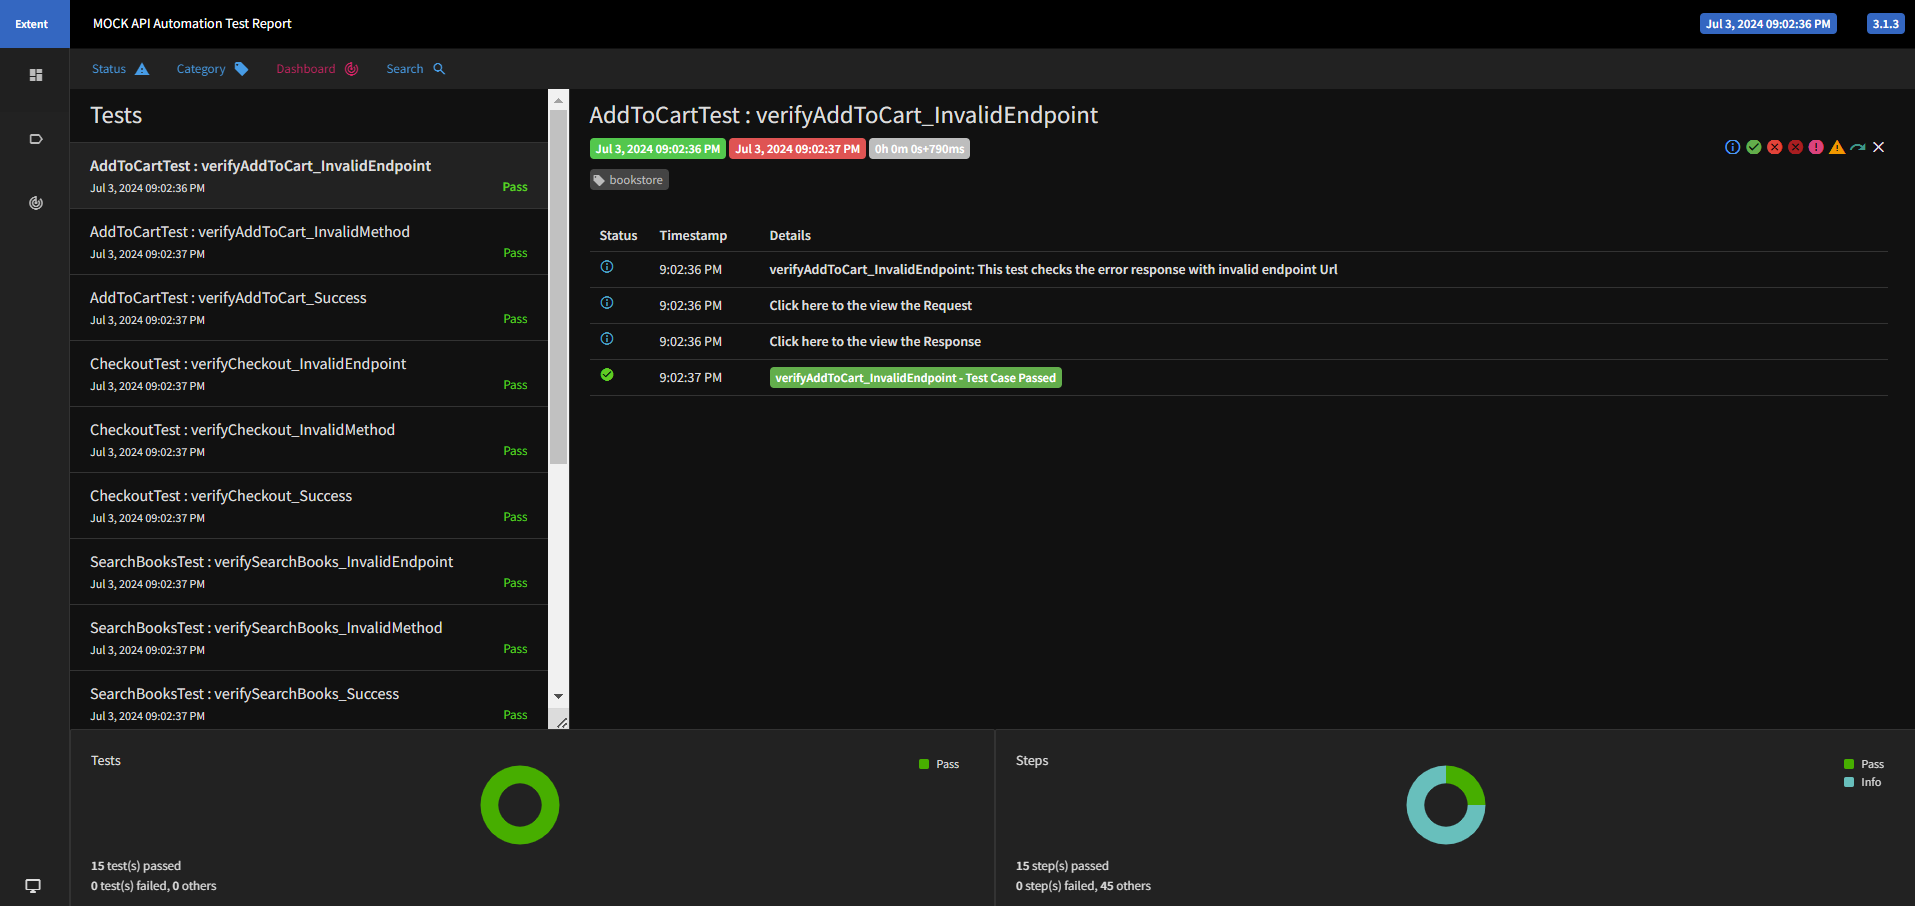 Extent
MOCK API Automation Test Report
Jul 3, 2024 09:02:36 PM
3.1.3
Status
Category
Dashboard
Search
Tests
AddToCartTest : verifyAddToCart_InvalidEndpoint
Jul 3, 2024 09:02:36 PM
Pass
AddToCartTest : verifyAddToCart_InvalidMethod
Jul 3, 2024 09:02:37 PM
Pass
AddToCartTest : verifyAddToCart_Success
Jul 3, 2024 09:02:37 PM
Pass
CheckoutTest : verifyCheckout_InvalidEndpoint
Jul 3, 2024 09:02:37 PM
Pass
CheckoutTest : verifyCheckout_InvalidMethod
Jul 3, 2024 09:02:37 PM
Pass
CheckoutTest : verifyCheckout_Success
Jul 3, 2024 09:02:37 PM
Pass
SearchBooksTest : verifySearchBooks_InvalidEndpoint
Jul 3, 2024 09:02:37 PM
Pass
SearchBooksTest : verifySearchBooks_InvalidMethod
Jul 3, 2024 09:02:37 PM
Pass
SearchBooksTest : verifySearchBooks_Success
Jul 3, 2024 09:02:37 PM
Pass
AddToCartTest : verifyAddToCart_InvalidEndpoint
Jul 3, 2024 09:02:36 PM Jul 3, 2024 09:02:37 PM 0h 0m 0s+790ms
bookstore
Status Timestamp Details
9:02:36 PM verifyAddToCart_InvalidEndpoint: This test checks the error response with invalid endpoint Url
9:02:36 PM Click here to the view the Request
9:02:36 PM Click here to the view the Response
9:02:37 PM verifyAddToCart_InvalidEndpoint - Test Case Passed
Tests
Pass
15 test(s) passed
0 test(s) failed, 0 others
Steps
Pass
Info
15 step(s) passed
0 step(s) failed, 45 others